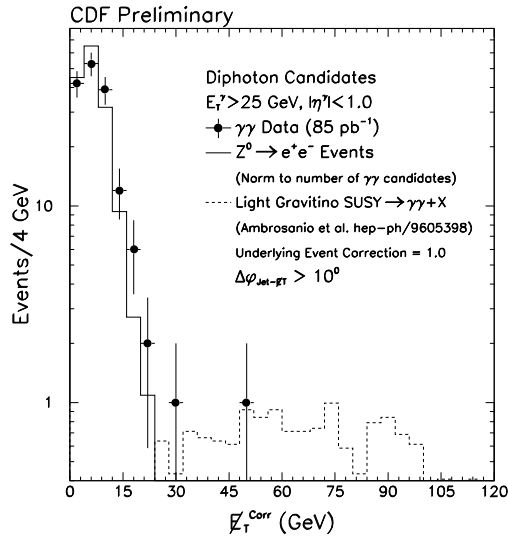 CDF Preliminary
Diphoton Candidates
E_T^γ>25 GeV, |η^γ|<1.0
γγ Data (85 pb⁻¹)
Z⁰→e⁺e⁻ Events
(Norm to number of γγ candidates)
Light Gravitino SUSY→γγ+X
(Ambrosanio et al. hep-ph/9605398)
Underlying Event Correction = 1.0
Δφ_Jet-E̸T > 10⁰
Events/4 GeV
10
1
0 15 30 45 60 75 90 105 120
E̸_T^Corr (GeV)